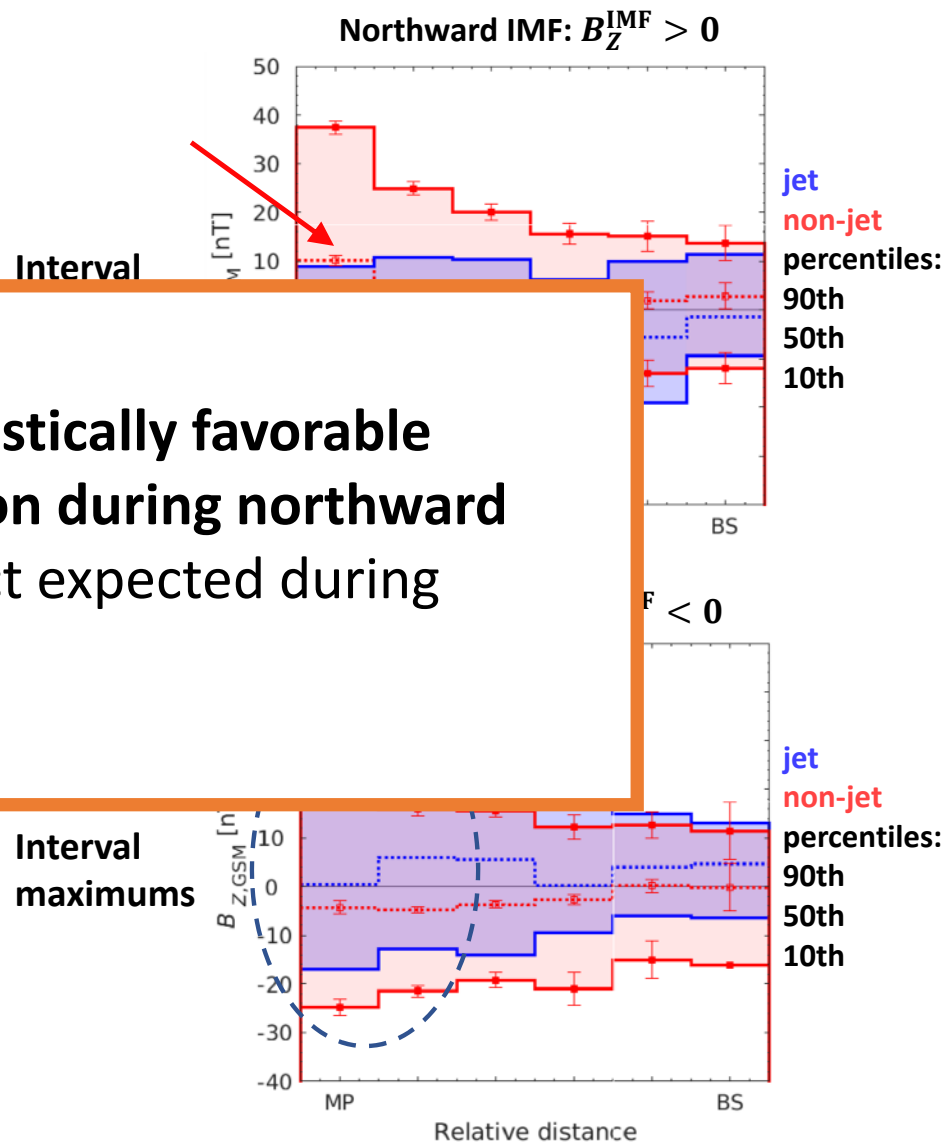 Northward IMF: B_Z^IMF > 0
50
40
30
20
10
[nT]
jet
non-jet
percentiles:
90th
50th
10th
Interval
BS
stically favorable
on during northward
ct expected during
F < 0
jet
non-jet
percentiles:
90th
50th
10th
Interval
maximums
B Z,GSM [n
10
0
-10
-20
-30
-40
MP
BS
Relative distance